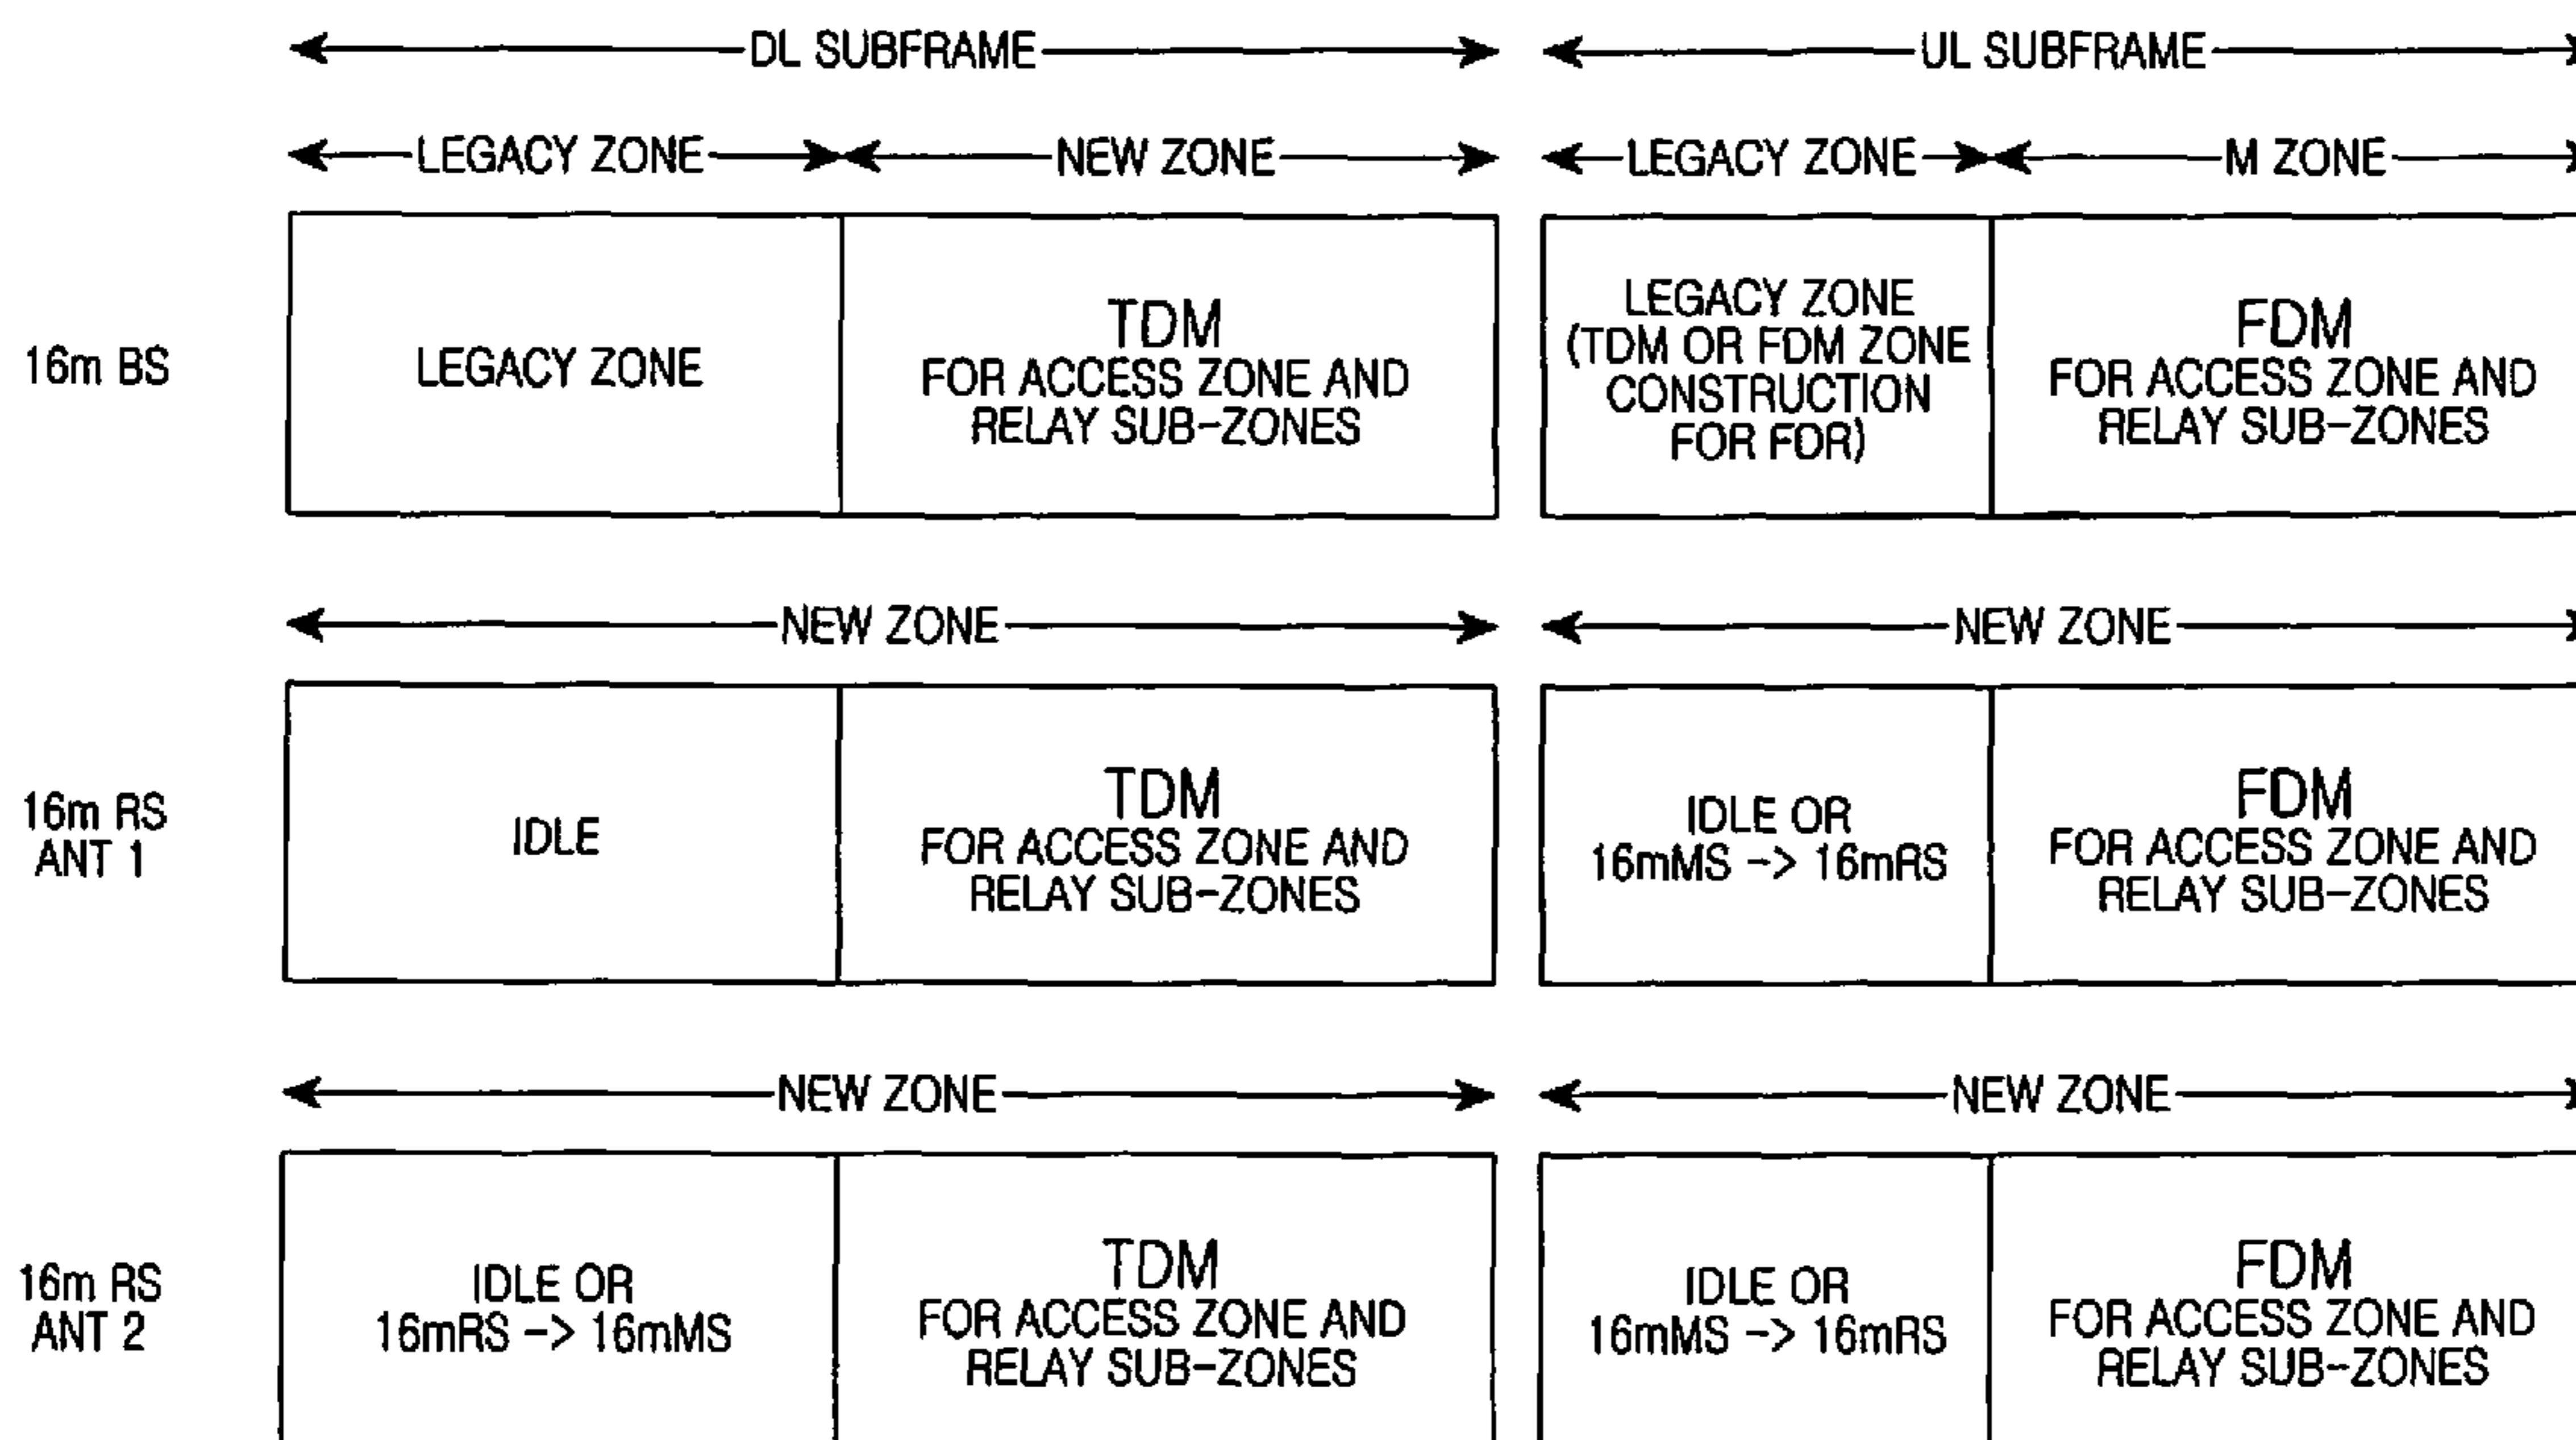 DL SUBFRAME UL SUBFRAME
LEGACY ZONE NEW ZONE LEGACY ZONE M ZONE
16m BS
LEGACY ZONE
TDM
FOR ACCESS ZONE AND
RELAY SUB-ZONES
LEGACY ZONE
(TDM OR FDM ZONE
CONSTRUCTION
FOR FDR)
FDM
FOR ACCESS ZONE AND
RELAY SUB-ZONES
NEW ZONE NEW ZONE
16m RS
ANT 1
IDLE
TDM
FOR ACCESS ZONE AND
RELAY SUB-ZONES
IDLE OR
16mMS -> 16mRS
FDM
FOR ACCESS ZONE AND
RELAY SUB-ZONES
NEW ZONE NEW ZONE
16m RS
ANT 2
IDLE OR
16mRS -> 16mMS
TDM
FOR ACCESS ZONE AND
RELAY SUB-ZONES
IDLE OR
16mMS -> 16mRS
FDM
FOR ACCESS ZONE AND
RELAY SUB-ZONES